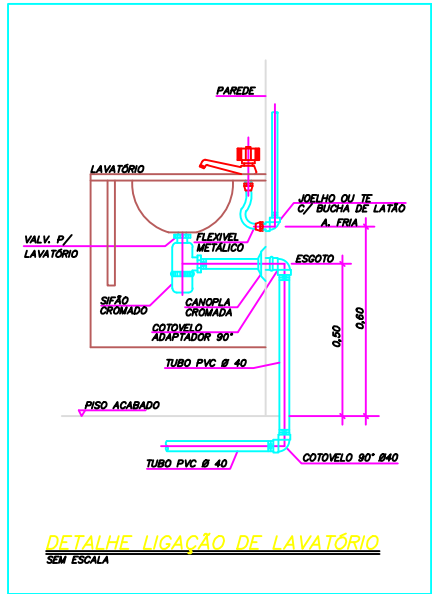 PAREDE
LAVATÓRIO
JOELHO OU TE
C/ BUCHA DE LATÃO
A. FRIA
VALV. P/
LAVATÓRIO
FLEXIVEL
METÁLICO
ESGOTO
SIFÃO
CROMADO
CANOPLA
CROMADA
COTOVELO
ADAPTADOR 90°
0,50
0,60
TUBO PVC Ø 40
PISO ACABADO
TUBO PVC Ø 40
COTOVELO 90° Ø40
DETALHE LIGAÇÃO DE LAVATÓRIO
SEM ESCALA